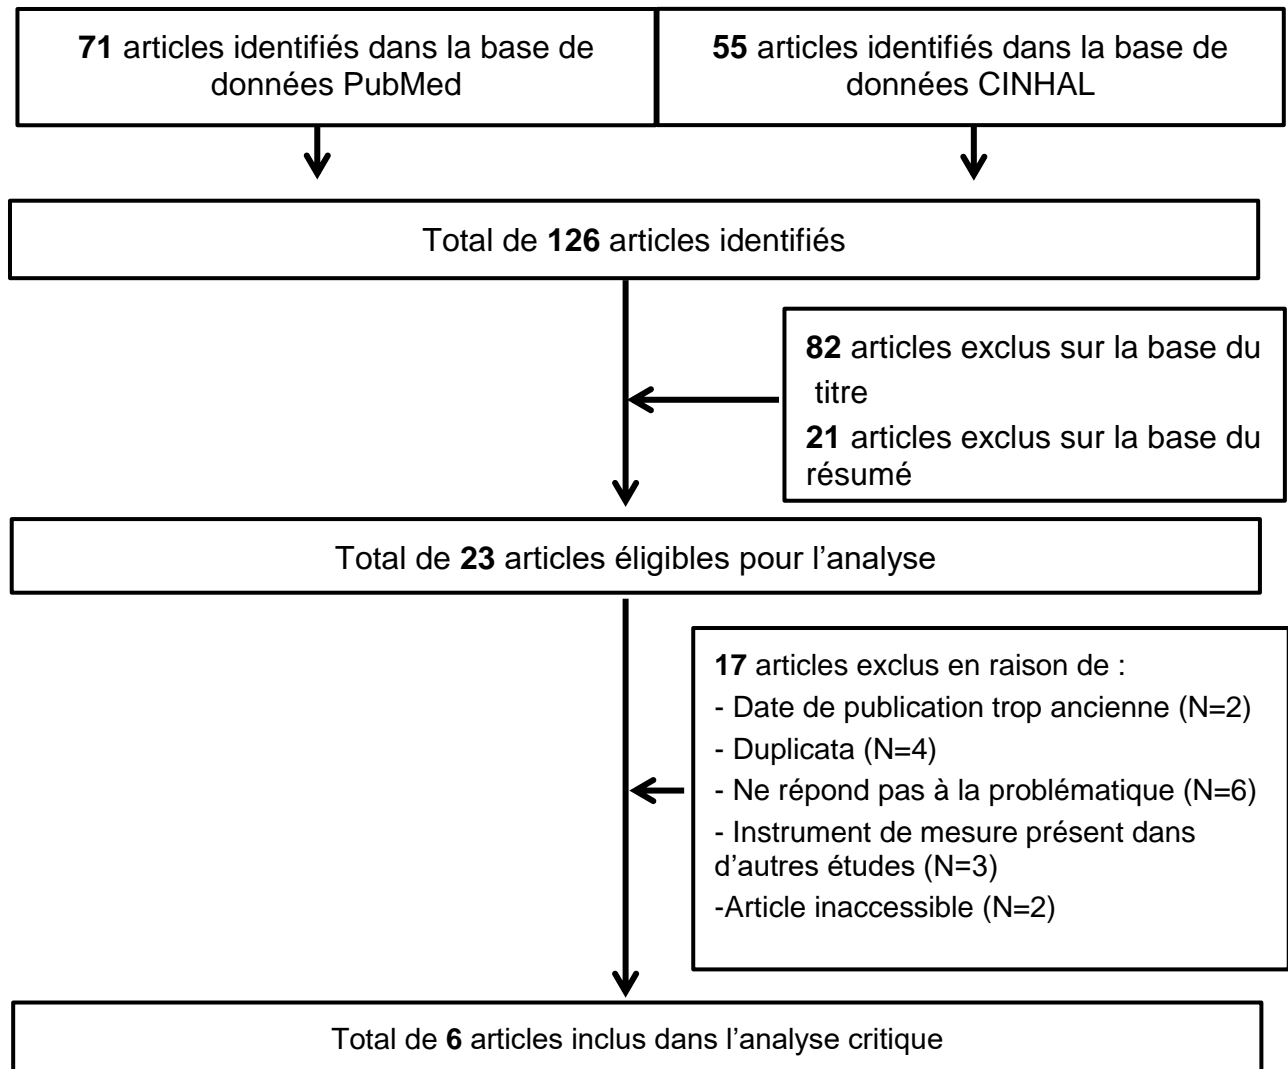 71 articles identifiés dans la base de
données PubMed
55 articles identifiés dans la base de
données CINHAL
Total de 126 articles identifiés
82 articles exclus sur la base du
titre
21 articles exclus sur la base du
résumé
Total de 23 articles éligibles pour l’analyse
17 articles exclus en raison de :
- Date de publication trop ancienne (N=2)
- Duplicata (N=4)
- Ne répond pas à la problématique (N=6)
- Instrument de mesure présent dans
d’autres études (N=3)
-Article inaccessible (N=2)
Total de 6 articles inclus dans l’analyse critique